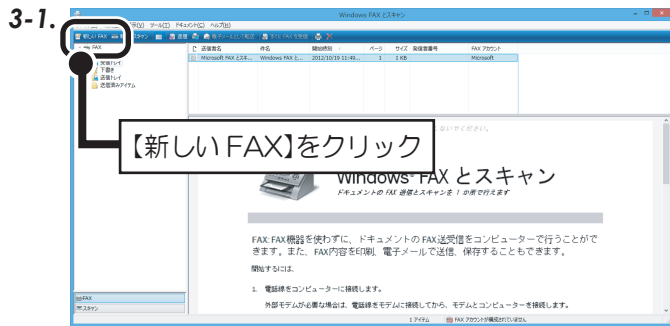 3-1.
Windows FAX とスキャン
ツール(T) ドキュメント(C) ヘルプ(H)
新しい FAX
送信者名 件名 開始時刻 ページ サイズ 発信者番号 FAX アカウント
FAX
Microsoft FAX とスキ... Windows FAX と... 2012/10/19 11:49... 1 1 KB Microsoft
受信トレイ
下書き
送信トレイ
送信済みアイテム
【新しい FAX】をクリック
Windows® FAX とスキャン
ドキュメントの FAX 送信とスキャンを 1 か所で行えます
FAX: FAX機器を使わずに、ドキュメントの FAX送受信をコンピューターで行うことがで
きます。また、FAX内容を印刷、電子メールで送信、保存することもできます。
開始するには、
1. 電話線をコンピューターに接続します。
外部モデムが必要な場合は、電話線をモデムに接続してから、モデムとコンピューターを接続します。
FAX
スキャン
1 アイテム FAX アカウントが構成されていません